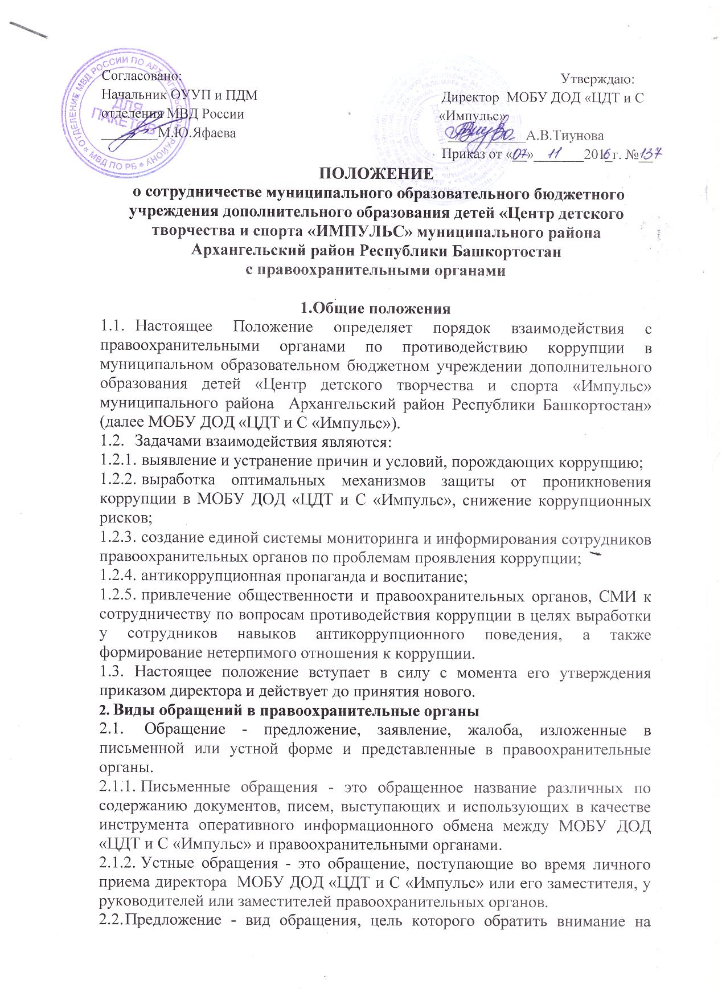 Согласовано:
Начальник ОУУП и ПДМ
отделения МВД России
_________М.Ю.Яфаева
ОТДЕЛЕНИЕ МВД РОССИИ ПО АРХАНГЕЛЬСКОМУ РАЙОНУ * МВД ПО РБ *
ДЛЯ
ПАКЕТОВ
Утверждаю:
Директор МОБУ ДОД «ЦДТ и С
«Импульс»
____________А.В.Тиунова
Приказ от «07» 11 2016 г. №137
ПОЛОЖЕНИЕ
о сотрудничестве муниципального образовательного бюджетного
учреждения дополнительного образования детей «Центр детского
творчества и спорта «ИМПУЛЬС» муниципального района
Архангельский район Республики Башкортостан
с правоохранительными органами
1.Общие положения
1.1. Настоящее Положение определяет порядок взаимодействия с
правоохранительными органами по противодействию коррупции в
муниципальном образовательном бюджетном учреждении дополнительного
образования детей «Центр детского творчества и спорта «Импульс»
муниципального района Архангельский район Республики Башкортостан»
(далее МОБУ ДОД «ЦДТ и С «Импульс»).
1.2. Задачами взаимодействия являются:
1.2.1. выявление и устранение причин и условий, порождающих коррупцию;
1.2.2. выработка оптимальных механизмов защиты от проникновения
коррупции в МОБУ ДОД «ЦДТ и С «Импульс», снижение коррупционных
рисков;
1.2.3. создание единой системы мониторинга и информирования сотрудников
правоохранительных органов по проблемам проявления коррупции;
1.2.4. антикоррупционная пропаганда и воспитание;
1.2.5. привлечение общественности и правоохранительных органов, СМИ к
сотрудничеству по вопросам противодействия коррупции в целях выработки
у сотрудников навыков антикоррупционного поведения, а также
формирование нетерпимого отношения к коррупции.
1.3. Настоящее положение вступает в силу с момента его утверждения
приказом директора и действует до принятия нового.
2. Виды обращений в правоохранительные органы
2.1. Обращение - предложение, заявление, жалоба, изложенные в
письменной или устной форме и представленные в правоохранительные
органы.
2.1.1. Письменные обращения - это обращенное название различных по
содержанию документов, писем, выступающих и использующих в качестве
инструмента оперативного информационного обмена между МОБУ ДОД
«ЦДТ и С «Импульс» и правоохранительными органами.
2.1.2. Устные обращения - это обращение, поступающие во время личного
приема директора МОБУ ДОД «ЦДТ и С «Импульс» или его заместителя, у
руководителей или заместителей правоохранительных органов.
2.2.Предложение - вид обращения, цель которого обратить внимание на